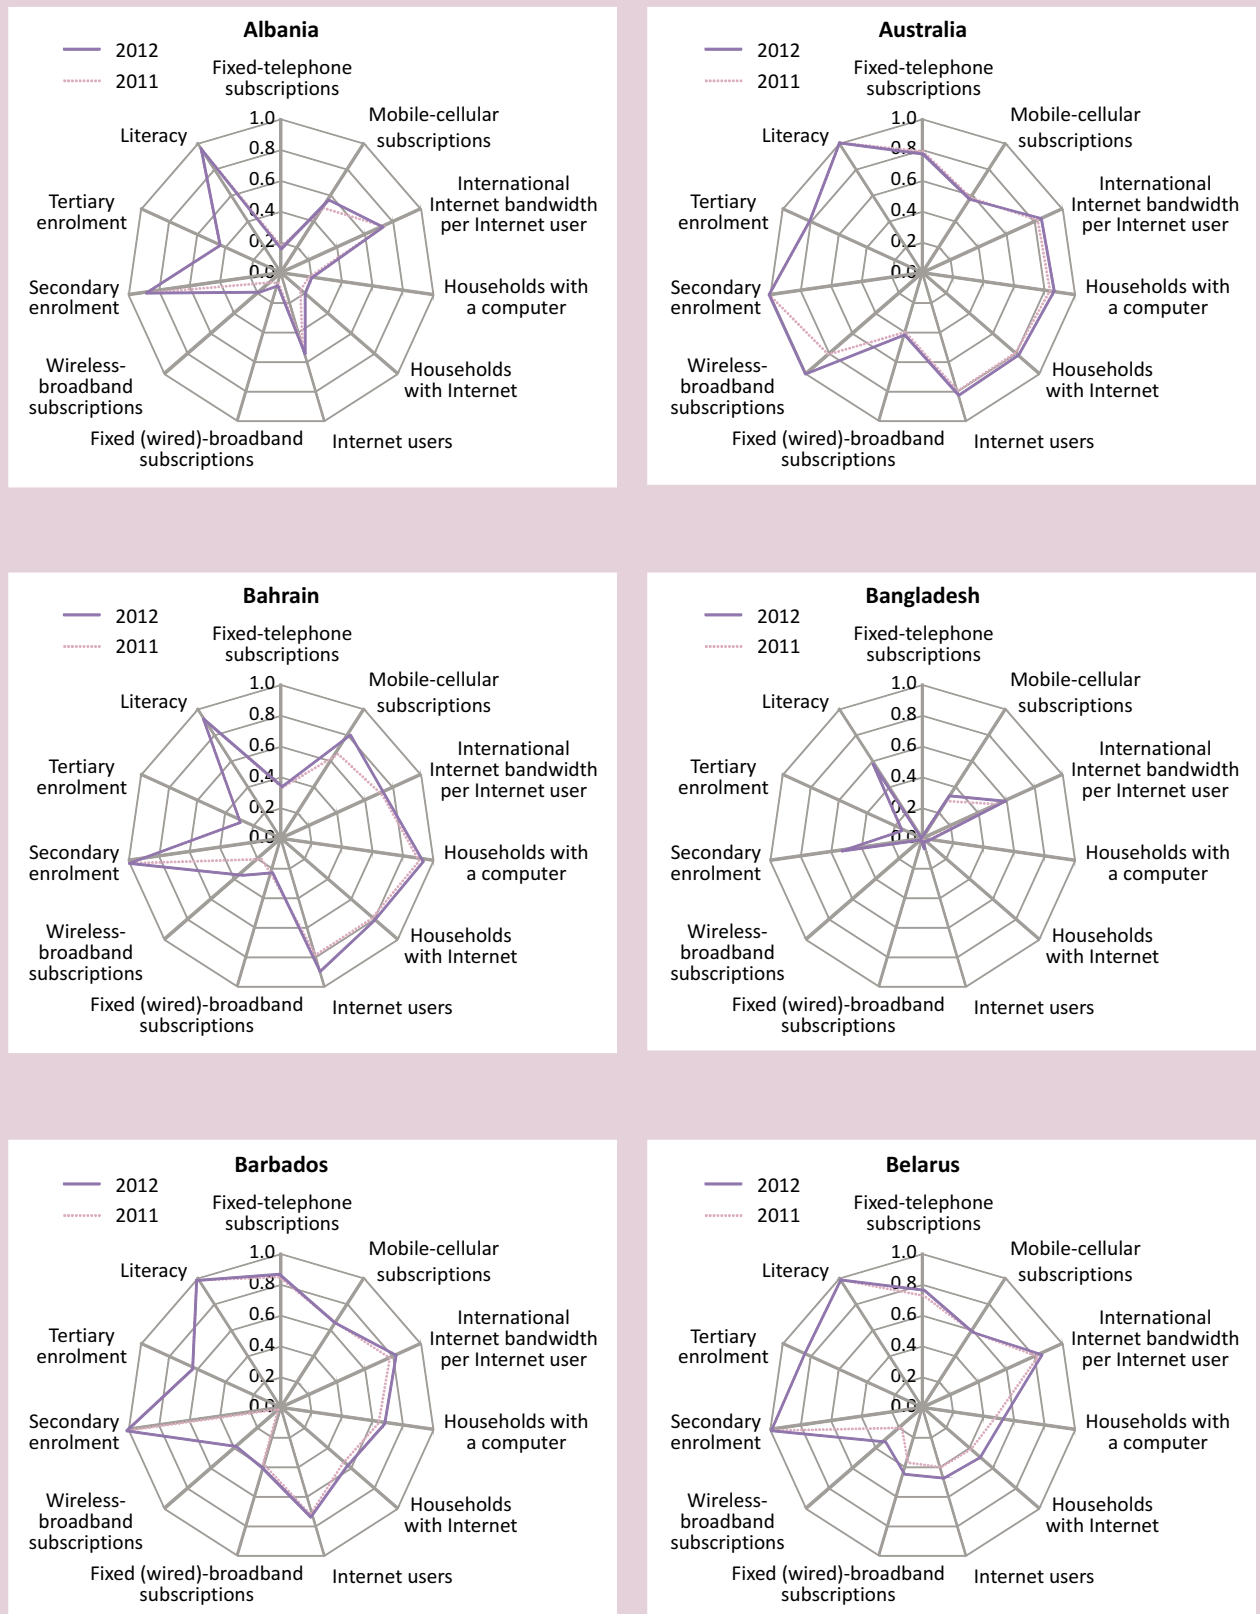 Albania
2012
2011
Fixed-telephone
subscriptions
Mobile-cellular
subscriptions
International
Internet bandwidth
per Internet user
Households with
a computer
Households
with Internet
Internet users
Fixed (wired)-broadband
subscriptions
Wireless-
broadband
subscriptions
Secondary
enrolment
Tertiary
enrolment
Literacy
1.0
0.8
0.6
0.4
0.2
0.0
Australia
2012
2011
Fixed-telephone
subscriptions
Mobile-cellular
subscriptions
International
Internet bandwidth
per Internet user
Households with
a computer
Households
with Internet
Internet users
Fixed (wired)-broadband
subscriptions
Wireless-
broadband
subscriptions
Secondary
enrolment
Tertiary
enrolment
Literacy
1.0
0.8
0.6
0.4
0.2
0.0
Bahrain
2012
2011
Fixed-telephone
subscriptions
Mobile-cellular
subscriptions
International
Internet bandwidth
per Internet user
Households with
a computer
Households
with Internet
Internet users
Fixed (wired)-broadband
subscriptions
Wireless-
broadband
subscriptions
Secondary
enrolment
Tertiary
enrolment
Literacy
1.0
0.8
0.6
0.4
0.2
0.0
Bangladesh
2012
2011
Fixed-telephone
subscriptions
Mobile-cellular
subscriptions
International
Internet bandwidth
per Internet user
Households with
a computer
Households
with Internet
Internet users
Fixed (wired)-broadband
subscriptions
Wireless-
broadband
subscriptions
Secondary
enrolment
Tertiary
enrolment
Literacy
1.0
0.8
0.6
0.4
0.2
0.0
Barbados
2012
2011
Fixed-telephone
subscriptions
Mobile-cellular
subscriptions
International
Internet bandwidth
per Internet user
Households with
a computer
Households
with Internet
Internet users
Fixed (wired)-broadband
subscriptions
Wireless-
broadband
subscriptions
Secondary
enrolment
Tertiary
enrolment
Literacy
1.0
0.8
0.6
0.4
0.2
0.0
Belarus
2012
2011
Fixed-telephone
subscriptions
Mobile-cellular
subscriptions
International
Internet bandwidth
per Internet user
Households with
a computer
Households
with Internet
Internet users
Fixed (wired)-broadband
subscriptions
Wireless-
broadband
subscriptions
Secondary
enrolment
Tertiary
enrolment
Literacy
1.0
0.8
0.6
0.4
0.2
0.0